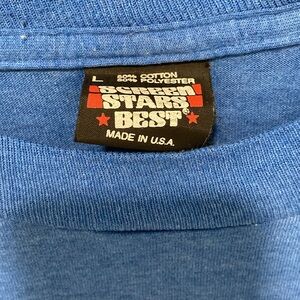 L 50% COTTON
50% POLYESTER
SCREEN
STARS
BEST®
MADE IN U.S.A.